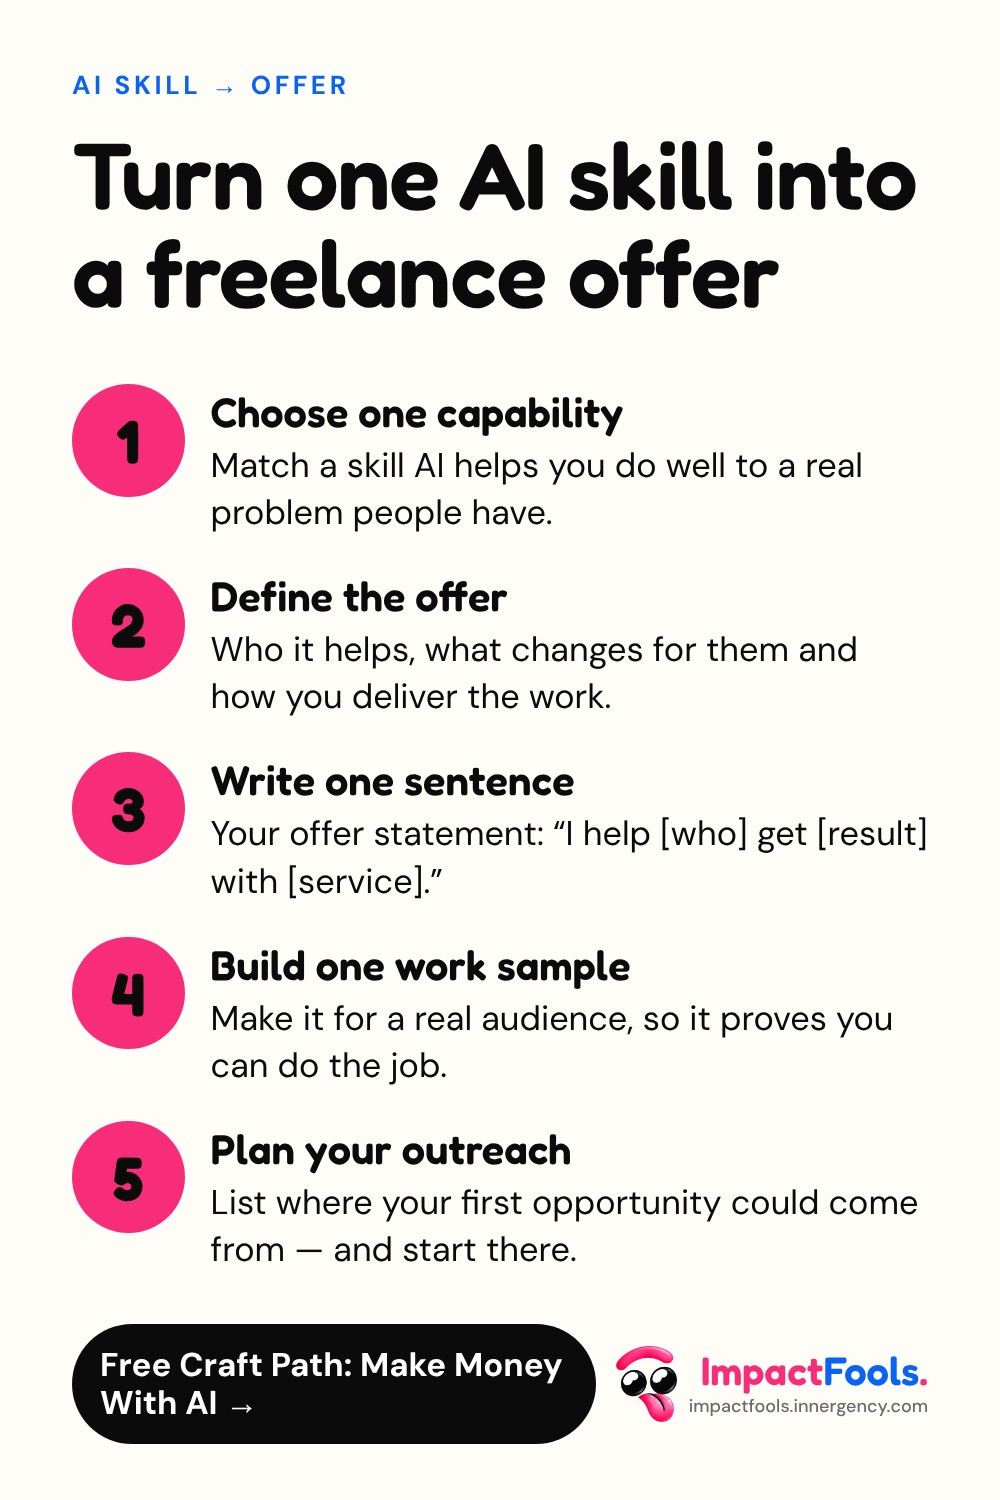 AI SKILL → OFFER
Turn one AI skill into
a freelance offer
1
Choose one capability
Match a skill AI helps you do well to a real
problem people have.
2
Define the offer
Who it helps, what changes for them and
how you deliver the work.
3
Write one sentence
Your offer statement: “I help [who] get [result]
with [service].”
4
Build one work sample
Make it for a real audience, so it proves you
can do the job.
5
Plan your outreach
List where your first opportunity could come
from — and start there.
Free Craft Path: Make Money
With AI →
ImpactFools.
impactfools.innergency.com